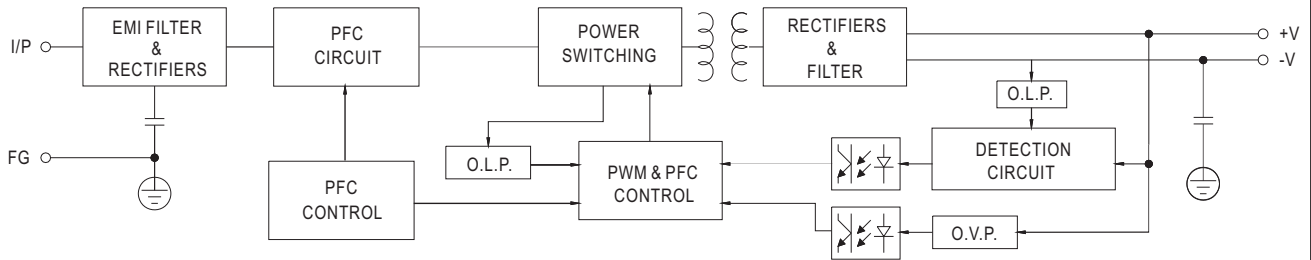 I/P
EMI FILTER
&
RECTIFIERS
PFC
CIRCUIT
POWER
SWITCHING
RECTIFIERS
&
FILTER
+V
-V
O.L.P.
FG
O.L.P.
PFC
CONTROL
PWM & PFC
CONTROL
DETECTION
CIRCUIT
O.V.P.